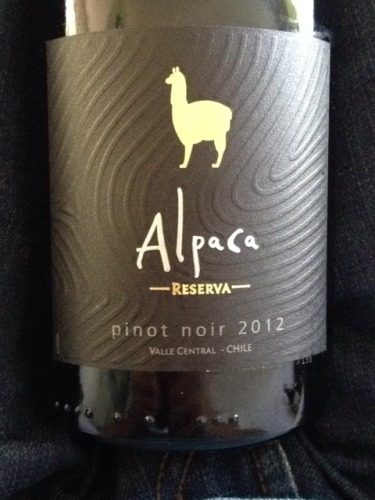 Alpaca
RESERVA
pinot noir 2012
VALLE CENTRAL - CHILE